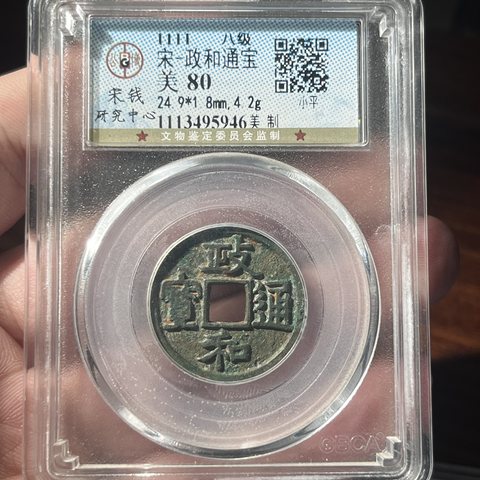 1111 八级
宋-政和通宝
美 80
宋钱
研究中心
24.9*1.8mm,4.2g
小平
1113495946美制
★ 文物鉴定委员会监制 ★
政
宝 通
和
GBCA